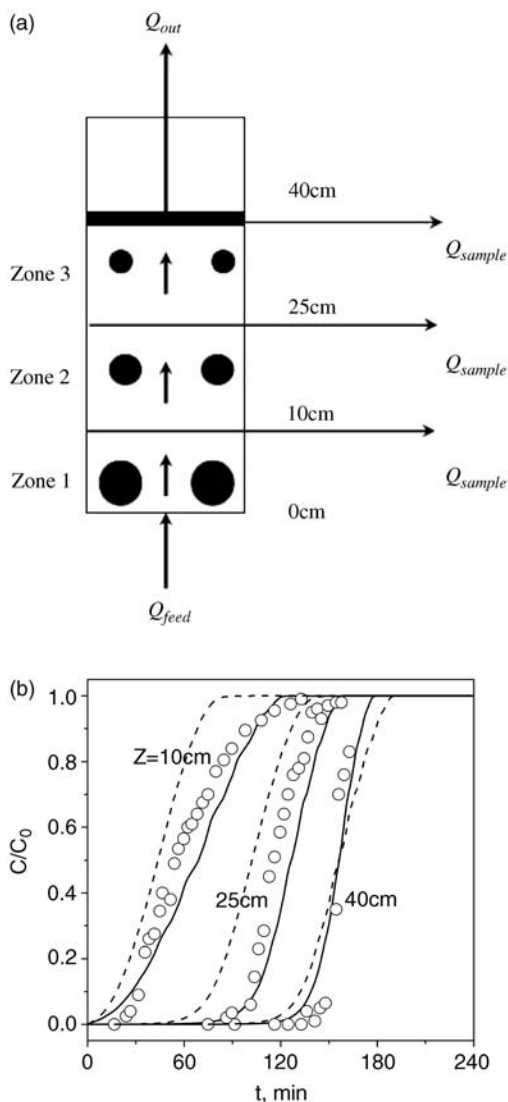 (a)
Q_out
40cm
Q_sample
Zone 3
25cm
Q_sample
Zone 2
10cm
Q_sample
Zone 1
0cm
Q_feed
(b)
1.0
Z=10cm
0.8
0.6
C/C_0
0.4
25cm
40cm
0.2
0.0
0 60 120 180 240
t, min